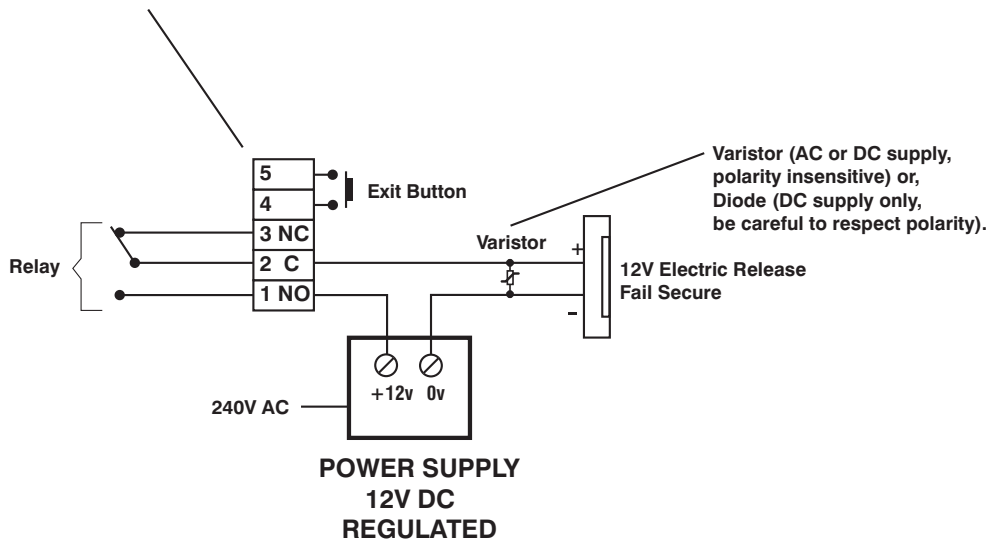 Varistor (AC or DC supply,
polarity insensitive) or,
Diode (DC supply only,
be careful to respect polarity).
5
4
Exit Button
3 NC
2 C
1 NO
Relay
Varistor
+
-
12V Electric Release
Fail Secure
+12v 0v
240V AC
POWER SUPPLY
12V DC
REGULATED